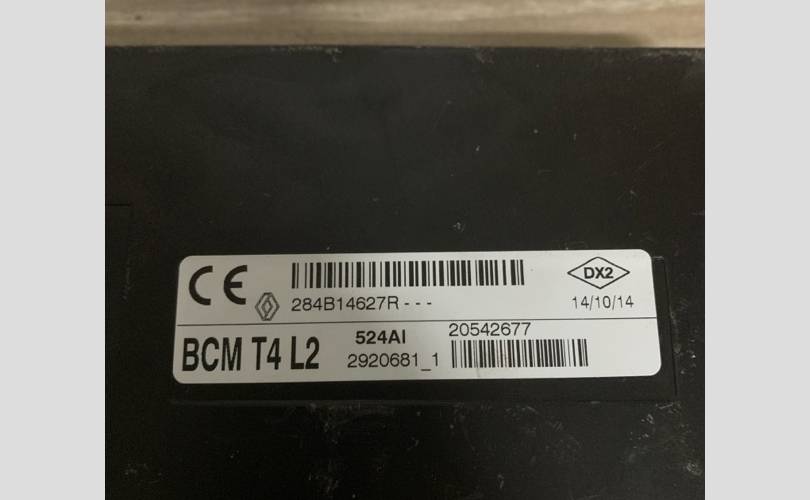 CE
284B14627R - - -
DX2
14/10/14
BCM T4 L2
524AI
20542677
2920681_1